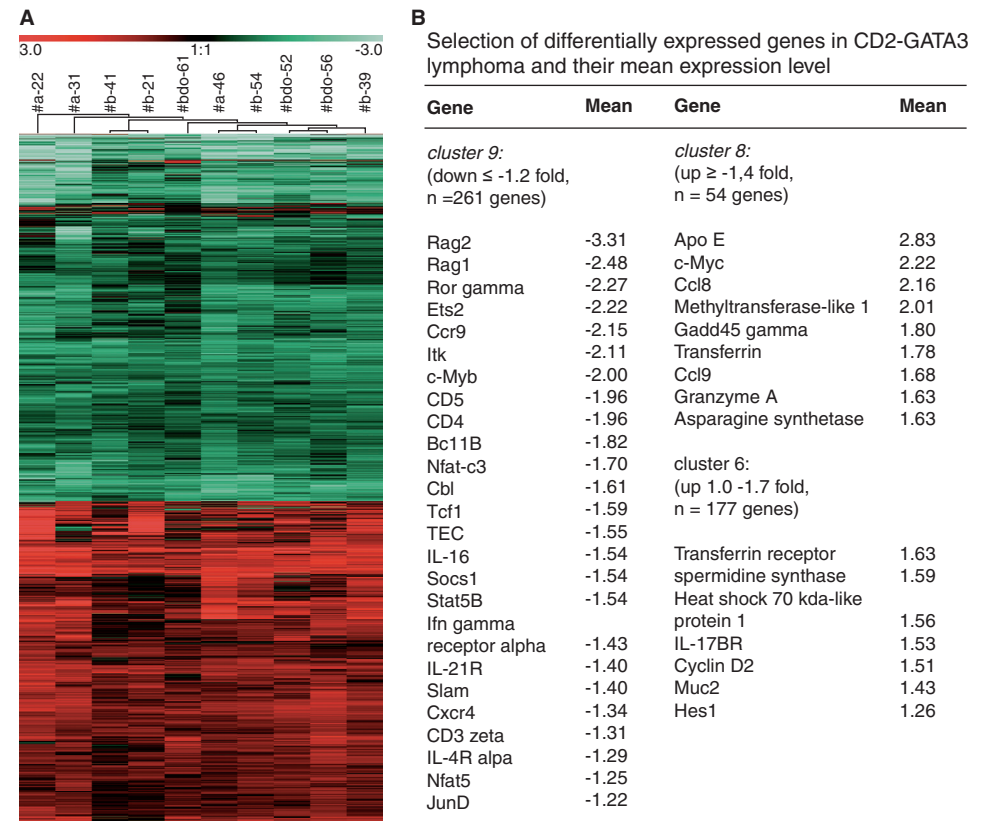 A
3.0 1:1 -3.0
#a-22 #a-31 #b-41 #b-21 #bdo-61 #a-46 #b-54 #bdo-52 #bdo-56 #b-39
B
Selection of differentially expressed genes in CD2-GATA3
lymphoma and their mean expression level
Gene Mean Gene Mean
cluster 9:
(down ≤ -1.2 fold,
n =261 genes)
Rag2 -3.31
Rag1 -2.48
Ror gamma -2.27
Ets2 -2.22
Ccr9 -2.15
Itk -2.11
c-Myb -2.00
CD5 -1.96
CD4 -1.96
Bc11B -1.82
Nfat-c3 -1.70
Cbl -1.61
Tcf1 -1.59
TEC -1.55
IL-16 -1.54
Socs1 -1.54
Stat5B -1.54
Ifn gamma
receptor alpha -1.43
IL-21R -1.40
Slam -1.40
Cxcr4 -1.34
CD3 zeta -1.31
IL-4R alpa -1.29
Nfat5 -1.25
JunD -1.22
cluster 8:
(up ≥ -1,4 fold,
n = 54 genes)
Apo E 2.83
c-Myc 2.22
Ccl8 2.16
Methyltransferase-like 1 2.01
Gadd45 gamma 1.80
Transferrin 1.78
Ccl9 1.68
Granzyme A 1.63
Asparagine synthetase 1.63
cluster 6:
(up 1.0 -1.7 fold,
n = 177 genes)
Transferrin receptor 1.63
spermidine synthase 1.59
Heat shock 70 kda-like
protein 1 1.56
IL-17BR 1.53
Cyclin D2 1.51
Muc2 1.43
Hes1 1.26